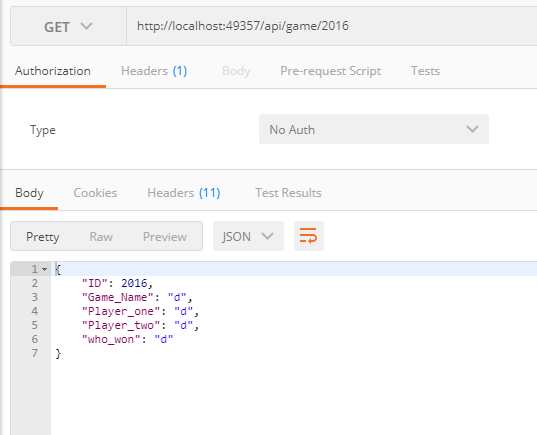 GET http://localhost:49357/api/game/2016
Authorization Headers (1) Body Pre-request Script Tests
Type No Auth
Body Cookies Headers (11) Test Results
Pretty Raw Preview JSON
1 {
2 "ID": 2016,
3 "Game_Name": "d",
4 "Player_one": "d",
5 "Player_two": "d",
6 "who_won": "d"
7 }